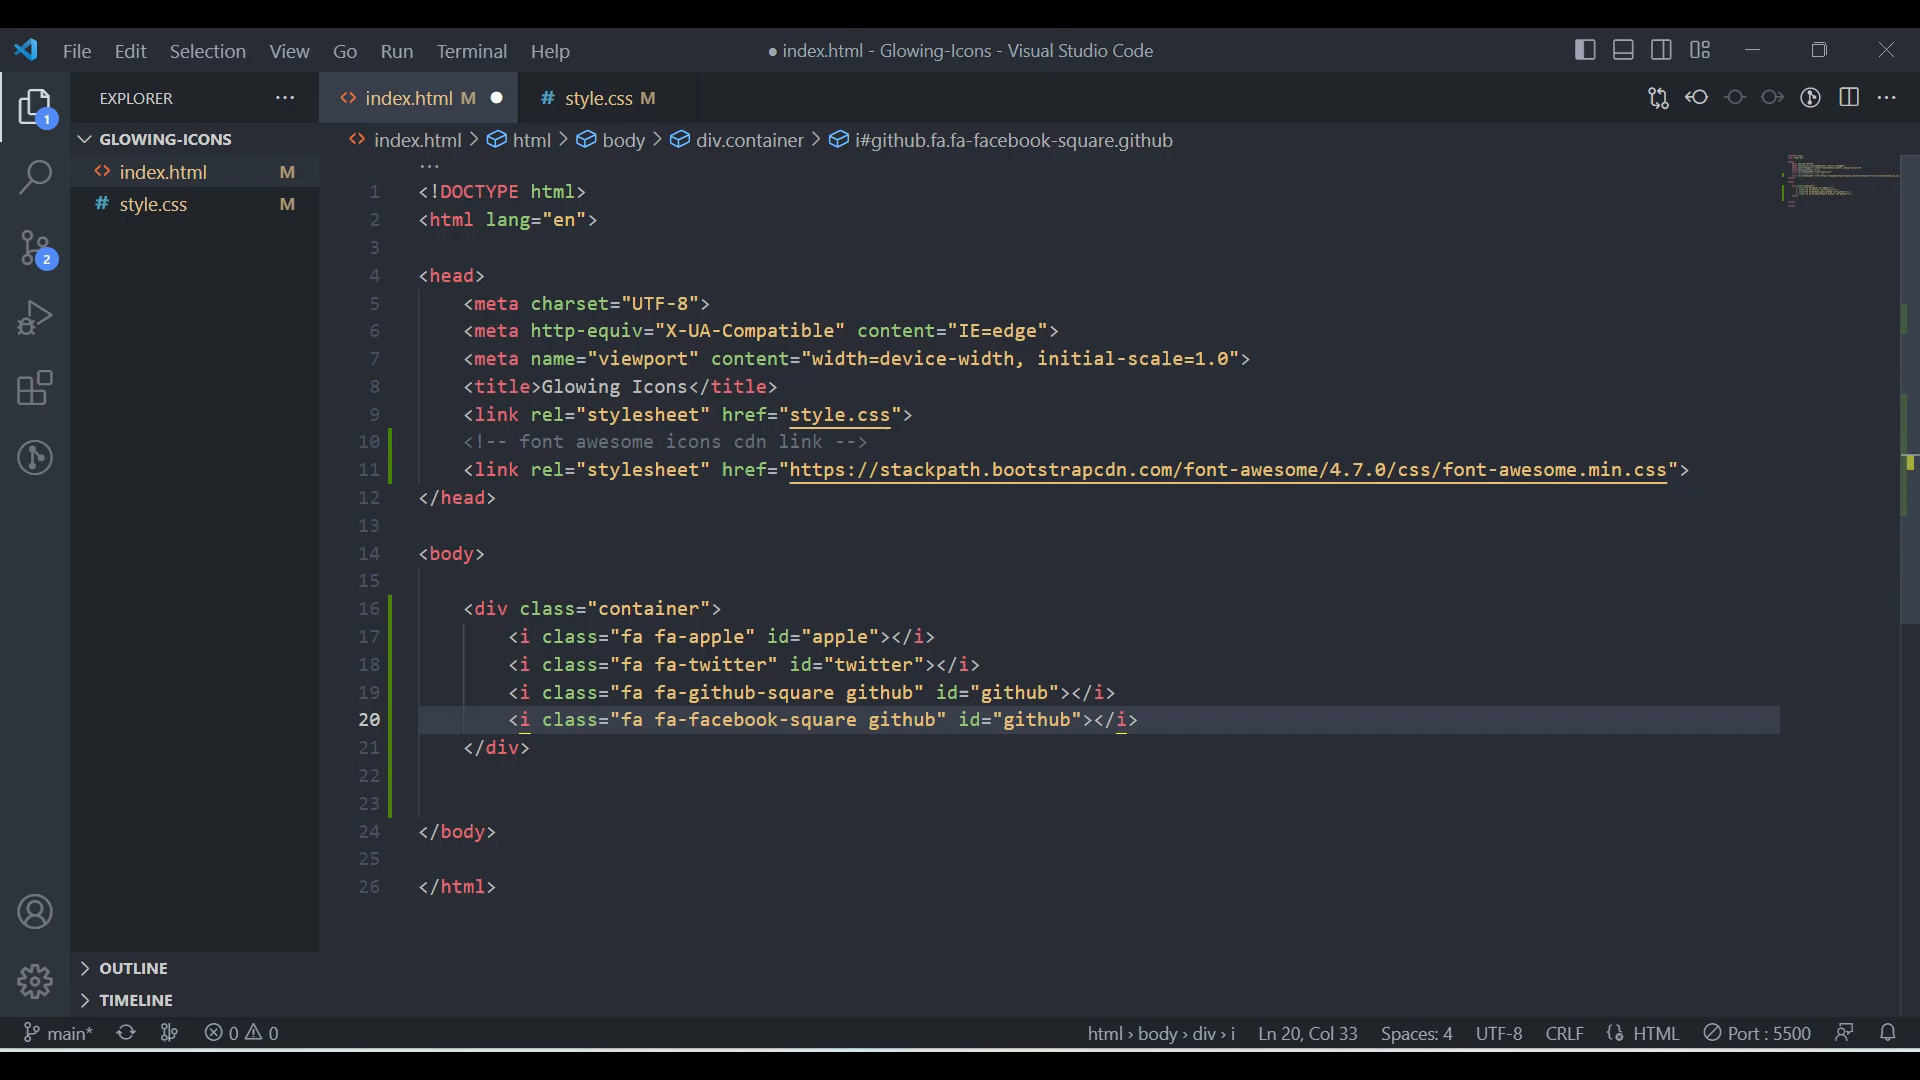 File Edit Selection View Go Run Terminal Help
● index.html - Glowing-Icons - Visual Studio Code
EXPLORER ···
index.html M ●
# style.css M
1
GLOWING-ICONS
index.html M
# style.css M
2
index.html > html > body > div.container > i#github.fa.fa-facebook-square.github
···
1 <!DOCTYPE html>
2 <html lang="en">
3
4 <head>
5 <meta charset="UTF-8">
6 <meta http-equiv="X-UA-Compatible" content="IE=edge">
7 <meta name="viewport" content="width=device-width, initial-scale=1.0">
8 <title>Glowing Icons</title>
9 <link rel="stylesheet" href="style.css">
10 <!-- font awesome icons cdn link -->
11 <link rel="stylesheet" href="https://stackpath.bootstrapcdn.com/font-awesome/4.7.0/css/font-awesome.min.css">
12 </head>
13
14 <body>
15
16 <div class="container">
17 <i class="fa fa-apple" id="apple"></i>
18 <i class="fa fa-twitter" id="twitter"></i>
19 <i class="fa fa-github-square github" id="github"></i>
20 <i class="fa fa-facebook-square github" id="github"></i>
21 </div>
22
23
24 </body>
25
26 </html>
OUTLINE
TIMELINE
main* 0 0
html › body › div › i Ln 20, Col 33 Spaces: 4 UTF-8 CRLF HTML Port : 5500